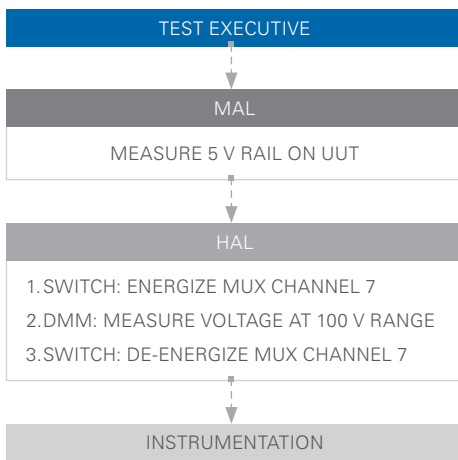 TEST EXECUTIVE
MAL
MEASURE 5 V RAIL ON UUT
HAL
1. SWITCH: ENERGIZE MUX CHANNEL 7
2. DMM: MEASURE VOLTAGE AT 100 V RANGE
3. SWITCH: DE-ENERGIZE MUX CHANNEL 7
INSTRUMENTATION